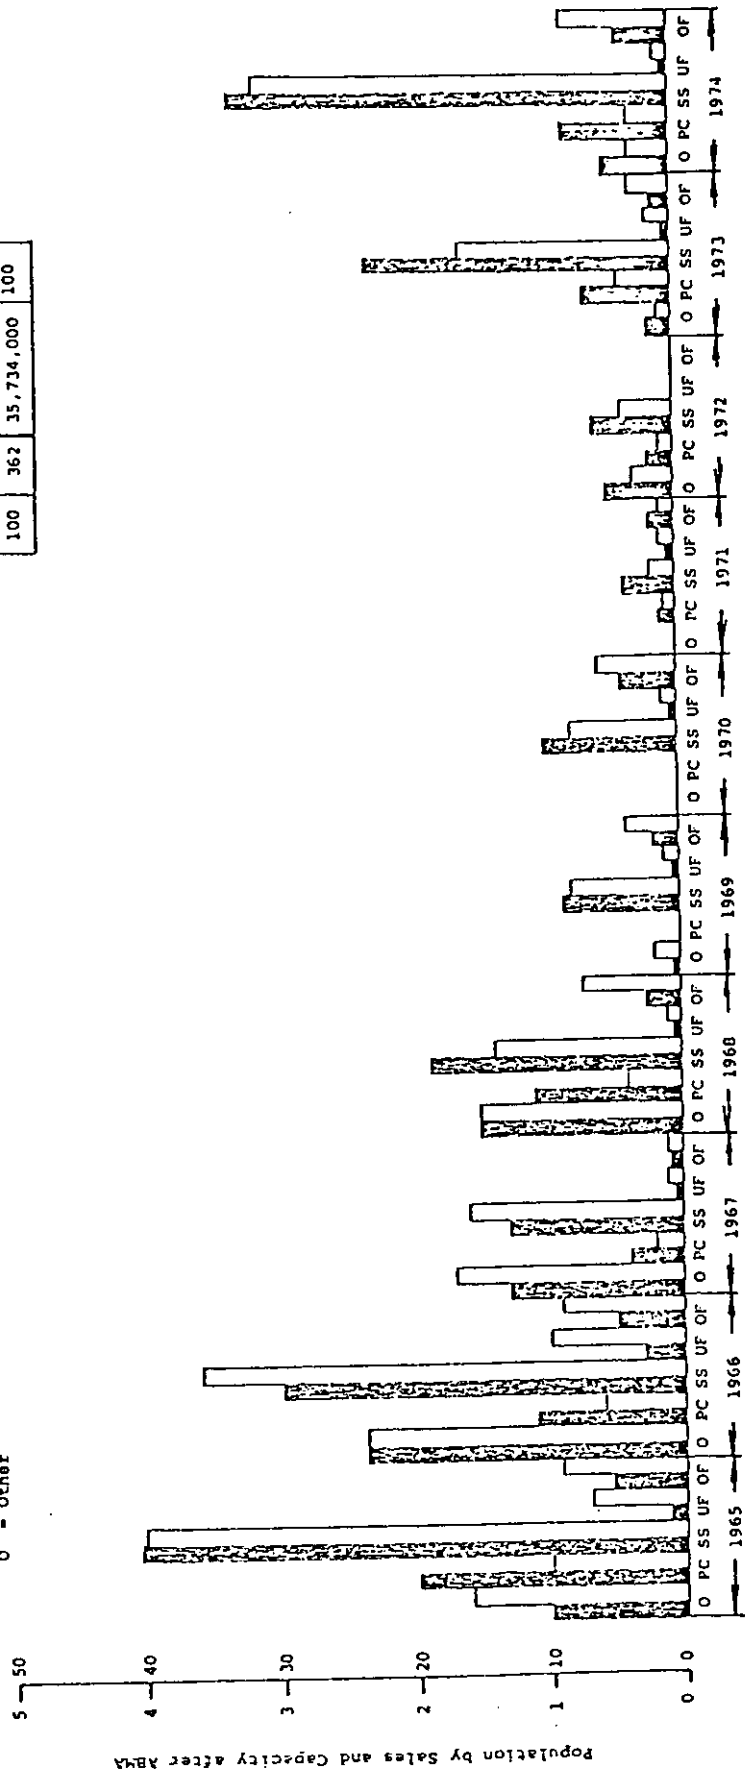 100 362 35,734,000 100
O = Other
Population by Sales and Capacity after ABMA
5 50
4 40
3 30
2 20
1 10
0 0
O PC SS UF OF O PC SS UF OF O PC SS UF OF O PC SS UF OF O PC SS UF OF O PC SS UF OF O PC SS UF OF O PC SS UF OF O PC SS UF OF O PC SS UF OF
1965 1966 1967 1968 1969 1970 1971 1972 1973 1974